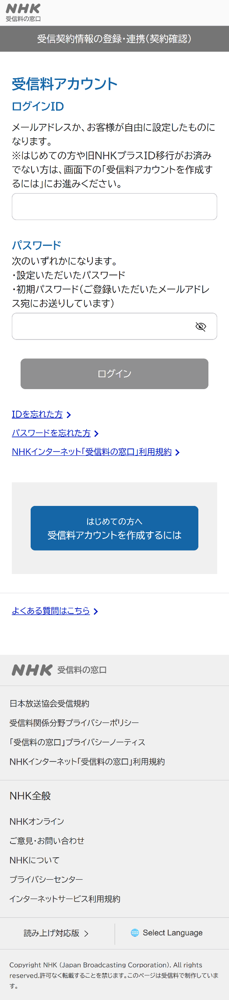 NHK
受信料の窓口
受信契約情報の登録・連携(契約確認)
受信料アカウント
ログインID
メールアドレスか、お客様が自由に設定したものに
なります。
※はじめての方や旧NHKプラスID移行がお済み
でない方は、画面下の「受信料アカウントを作成す
るには」にお進みください。
パスワード
次のいずれかになります。
・設定いただいたパスワード
・初期パスワード(ご登録いただいたメールアドレ
ス宛にお送りしています)
ログイン
IDを忘れた方
パスワードを忘れた方
NHKインターネット「受信料の窓口」利用規約
はじめての方へ
受信料アカウントを作成するには
よくある質問はこちら
NHK 受信料の窓口
日本放送協会受信規約
受信料関係分野プライバシーポリシー
「受信料の窓口」プライバシーノーティス
NHKインターネット「受信料の窓口」利用規約
NHK全般
NHKオンライン
ご意見・お問い合わせ
NHKについて
プライバシーセンター
インターネットサービス利用規約
読み上げ対応版 Select Language
Copyright NHK (Japan Broadcasting Corporation). All rights
reserved.許可なく転載することを禁じます。このページは受信料で制作していま
す。